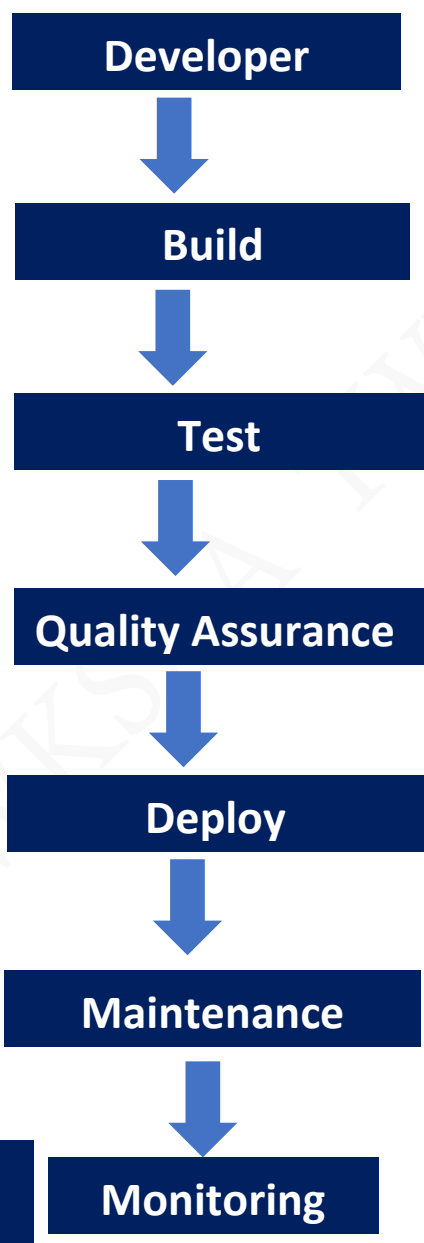 Developer
Build
Test
Quality Assurance
Deploy
Maintenance
Monitoring